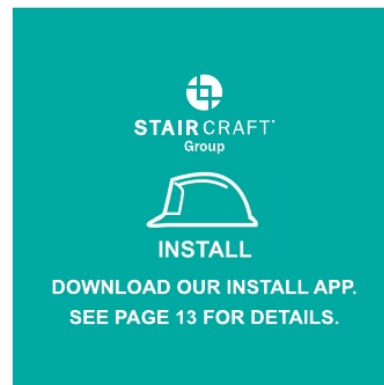 STAIRCRAFT
Group
INSTALL
DOWNLOAD OUR INSTALL APP.
SEE PAGE 13 FOR DETAILS.